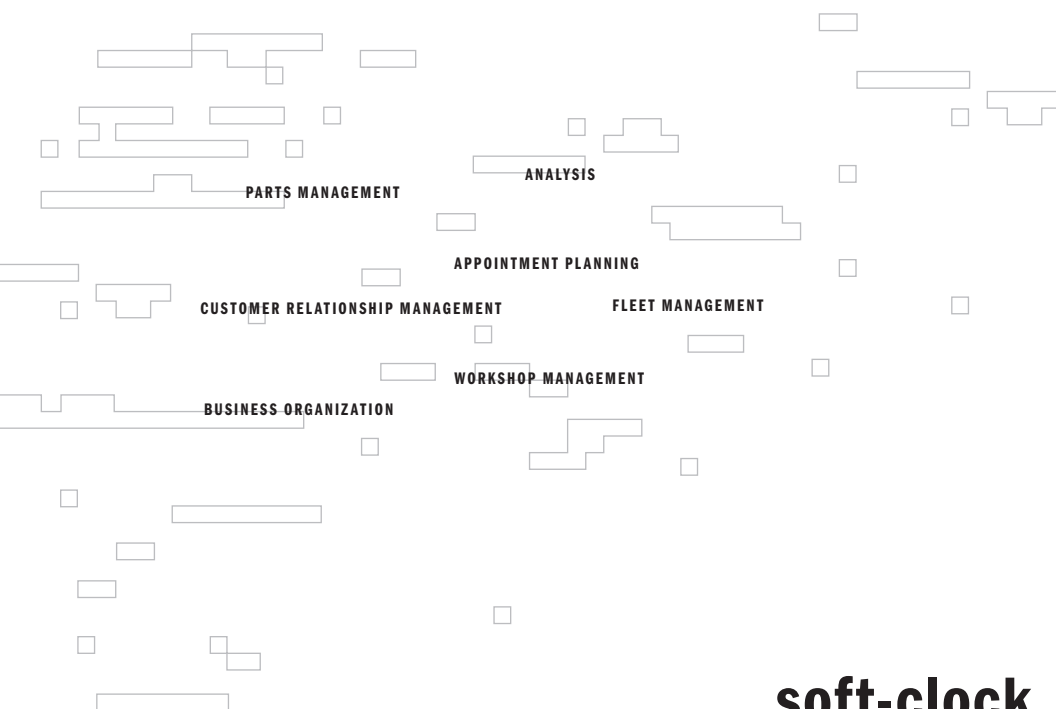 ANALYSIS
PARTS MANAGEMENT
APPOINTMENT PLANNING
CUSTOMER RELATIONSHIP MANAGEMENT
FLEET MANAGEMENT
WORKSHOP MANAGEMENT
BUSINESS ORGANIZATION
soft-clock